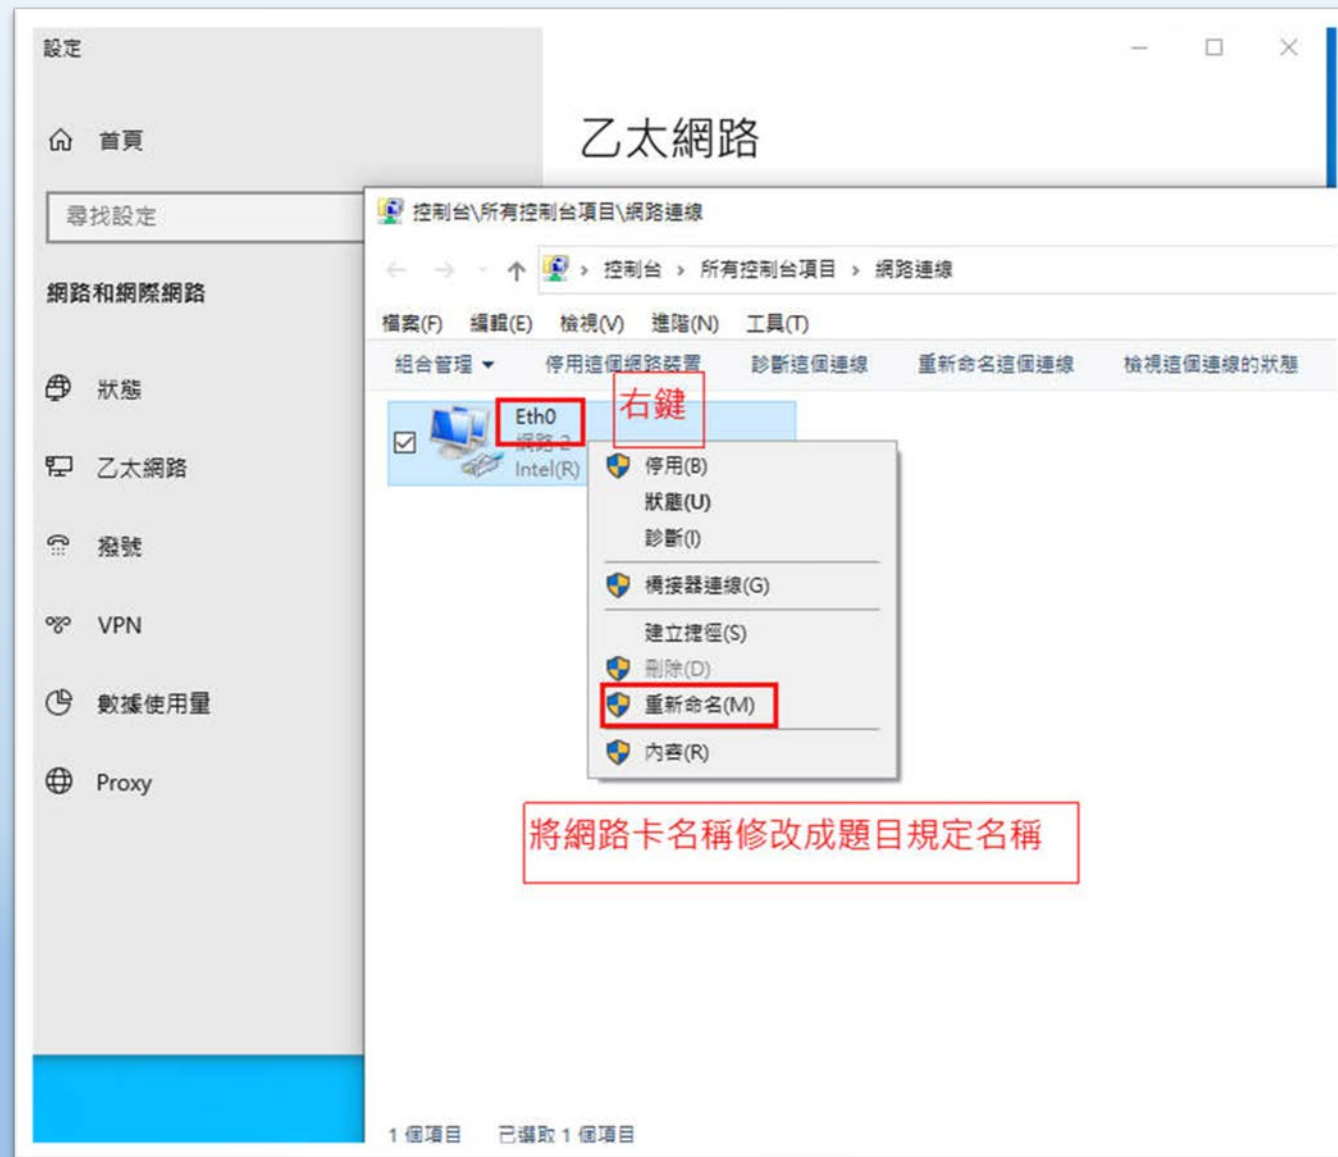 設定
首頁
尋找設定
網路和網際網路
狀態
乙太網路
撥號
VPN
數據使用量
Proxy
乙太網路
控制台\所有控制台項目\網路連線
控制台 › 所有控制台項目 › 網路連線
檔案(F) 編輯(E) 檢視(V) 進階(N) 工具(T)
組合管理 停用這個網路裝置 診斷這個連線 重新命名這個連線 檢視這個連線的狀態
Eth0
網路 2
Intel(R)
右鍵
停用(B)
狀態(U)
診斷(I)
橋接器連線(G)
建立捷徑(S)
刪除(D)
重新命名(M)
內容(R)
將網路卡名稱修改成題目規定名稱
1 個項目 已選取 1 個項目